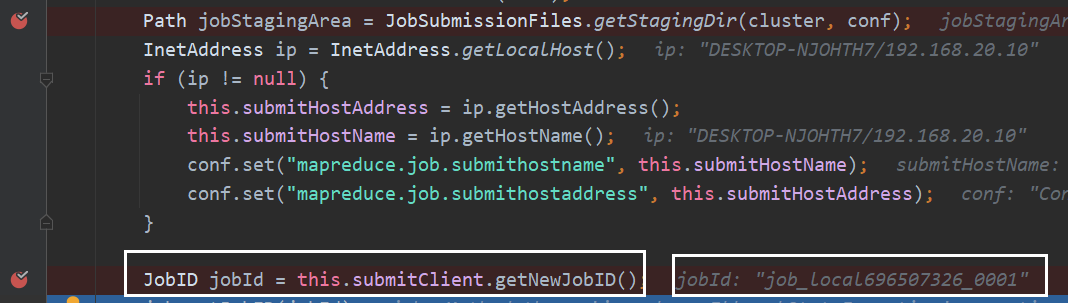 Path jobStagingArea = JobSubmissionFiles.getStagingDir(cluster, conf); jobStagingAr
InetAddress ip = InetAddress.getLocalHost(); ip: "DESKTOP-NJOHTH7/192.168.20.10"
if (ip != null) {
this.submitHostAddress = ip.getHostAddress();
this.submitHostName = ip.getHostName(); ip: "DESKTOP-NJOHTH7/192.168.20.10"
conf.set("mapreduce.job.submithostname", this.submitHostName); submitHostName:
conf.set("mapreduce.job.submithostaddress", this.submitHostAddress); conf: "Con
}
JobID jobId = this.submitClient.getNewJobID(); jobId: "job_local696507326_0001"